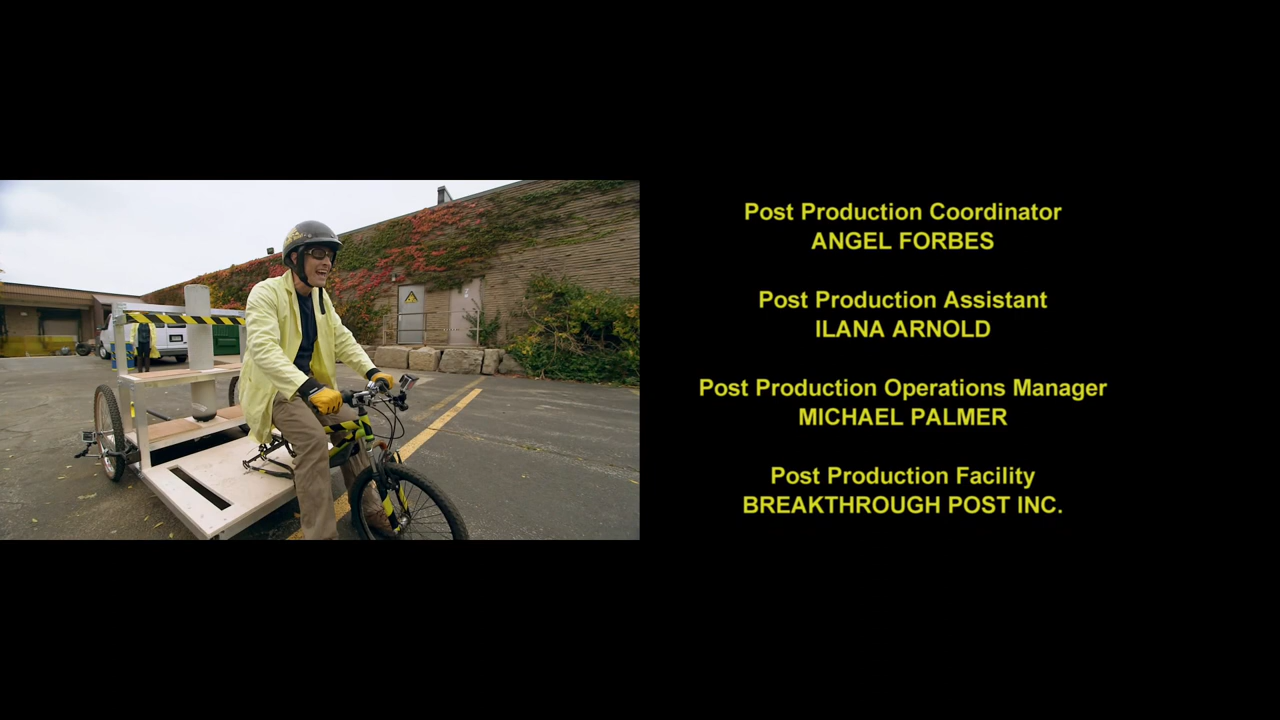 Post Production Coordinator
ANGEL FORBES
Post Production Assistant
ILANA ARNOLD
Post Production Operations Manager
MICHAEL PALMER
Post Production Facility
BREAKTHROUGH POST INC.